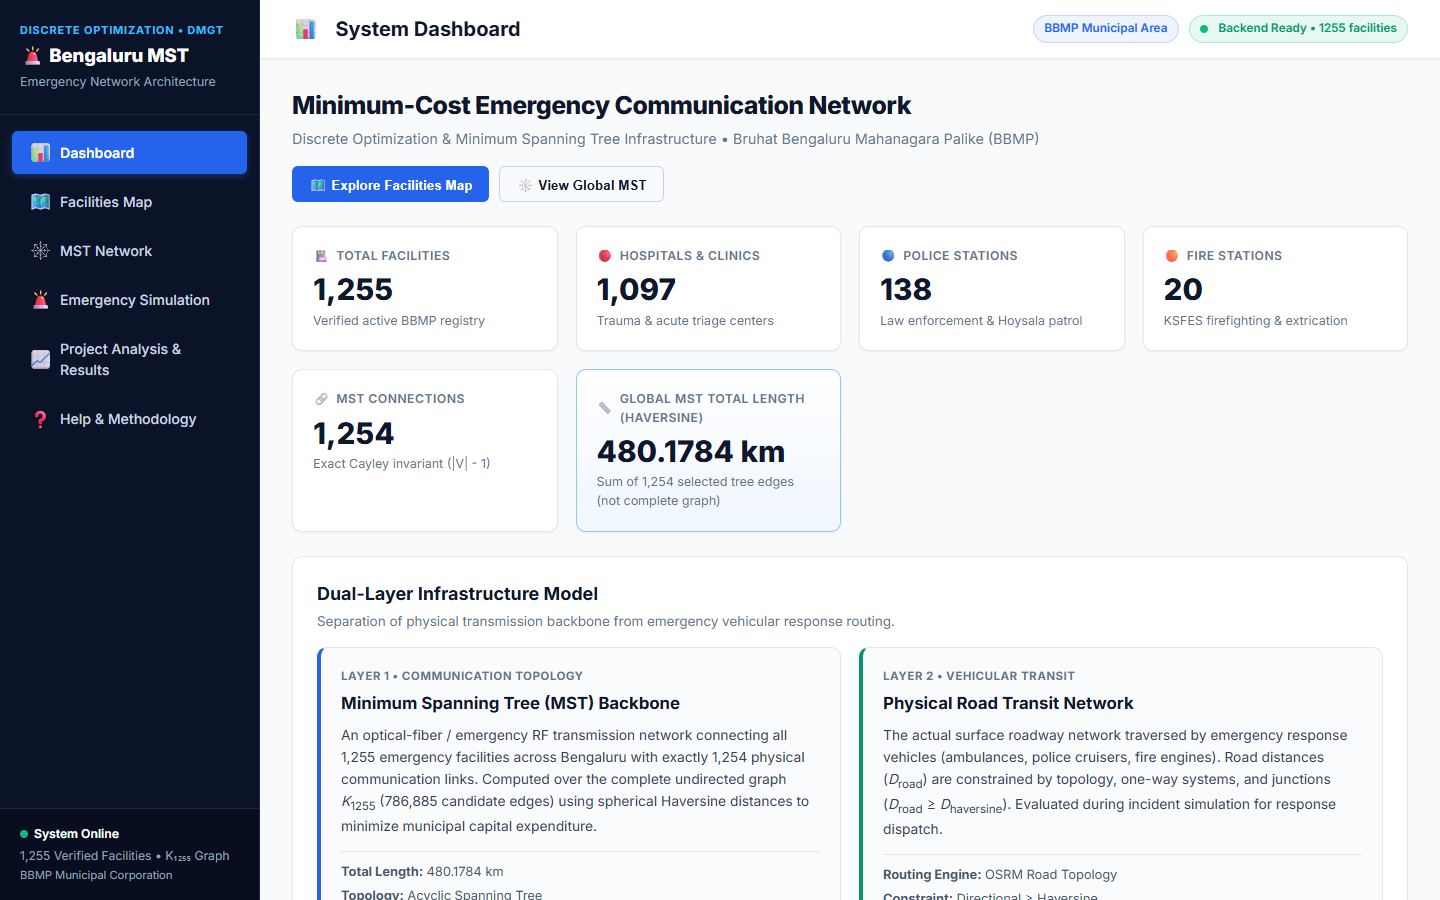 DISCRETE OPTIMIZATION • DMGT
Bengaluru MST
Emergency Network Architecture
Dashboard
Facilities Map
MST Network
Emergency Simulation
Project Analysis &
Results
Help & Methodology
System Online
1,255 Verified Facilities • K₁₂₅₅ Graph
BBMP Municipal Corporation
System Dashboard
BBMP Municipal Area
Backend Ready • 1255 facilities
Minimum-Cost Emergency Communication Network
Discrete Optimization & Minimum Spanning Tree Infrastructure • Bruhat Bengaluru Mahanagara Palike (BBMP)
Explore Facilities Map
View Global MST
TOTAL FACILITIES
1,255
Verified active BBMP registry
HOSPITALS & CLINICS
1,097
Trauma & acute triage centers
POLICE STATIONS
138
Law enforcement & Hoysala patrol
FIRE STATIONS
20
KSFES firefighting & extrication
MST CONNECTIONS
1,254
Exact Cayley invariant (|V| - 1)
GLOBAL MST TOTAL LENGTH
(HAVERSINE)
480.1784 km
Sum of 1,254 selected tree edges
(not complete graph)
Dual-Layer Infrastructure Model
Separation of physical transmission backbone from emergency vehicular response routing.
LAYER 1 • COMMUNICATION TOPOLOGY
Minimum Spanning Tree (MST) Backbone
An optical-fiber / emergency RF transmission network connecting all
1,255 emergency facilities across Bengaluru with exactly 1,254 physical
communication links. Computed over the complete undirected graph
K₁₂₅₅ (786,885 candidate edges) using spherical Haversine distances to
minimize municipal capital expenditure.
Total Length: 480.1784 km
Topology: Acyclic Spanning Tree
LAYER 2 • VEHICULAR TRANSIT
Physical Road Transit Network
The actual surface roadway network traversed by emergency response
vehicles (ambulances, police cruisers, fire engines). Road distances
(Droad) are constrained by topology, one-way systems, and junctions
(Droad ≥ Dhaversine). Evaluated during incident simulation for response
dispatch.
Routing Engine: OSRM Road Topology
Constraint: Directional ≥ Haversine